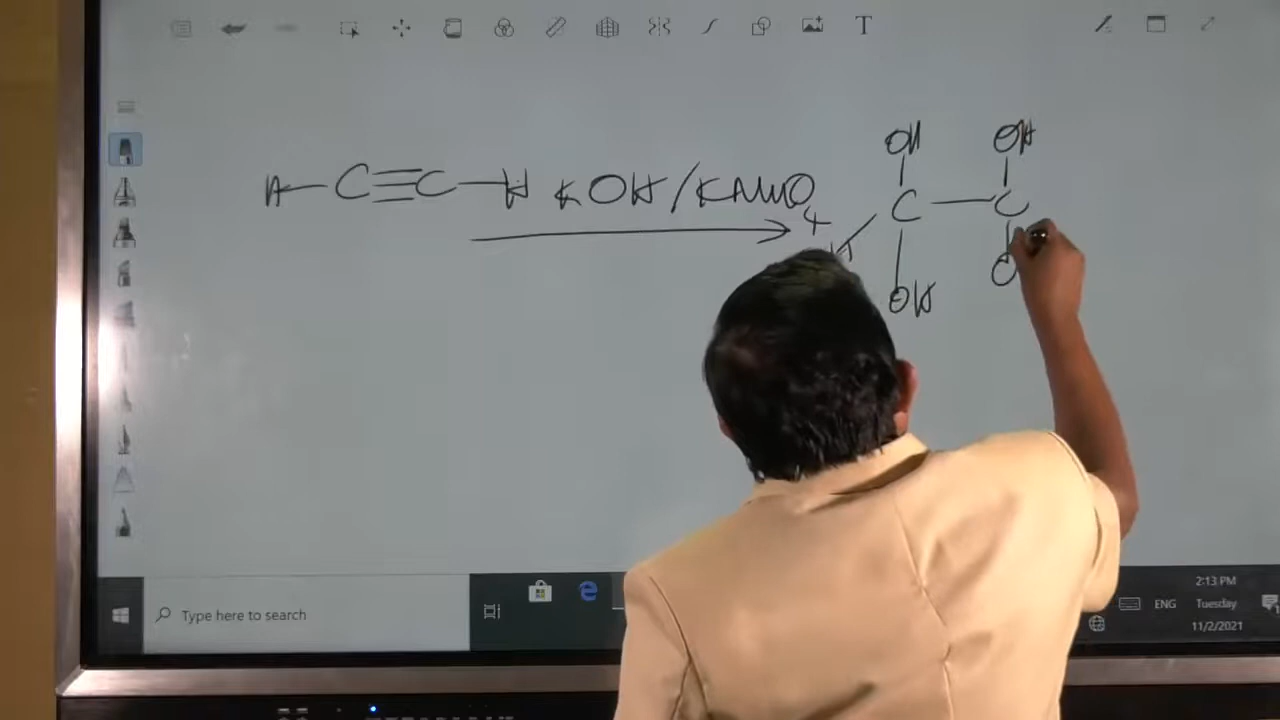 T
OH OH
H—C≡C—H KOH/KMnO4 C—C
H
OH O
Type here to search
2:13 PM
ENG Tuesday
11/2/2021